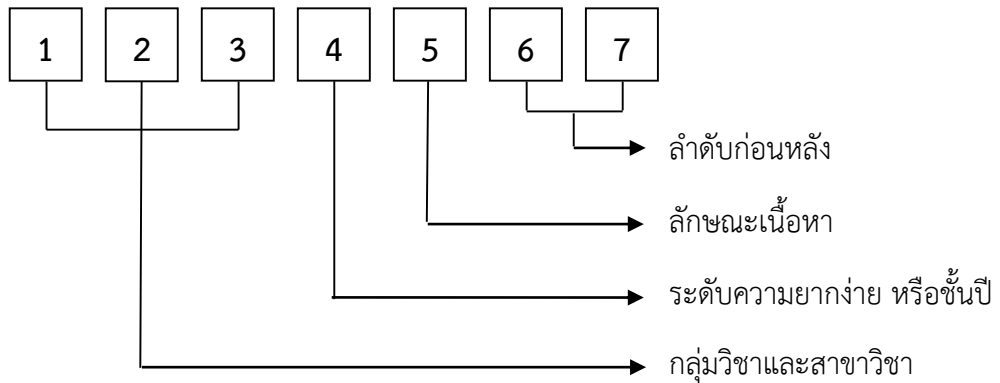 1 2 3 4 5 6 7
ลำดับก่อนหลัง
ลักษณะเนื้อหา
ระดับความยากง่าย หรือชั้นปี
กลุ่มวิชาและสาขาวิชา